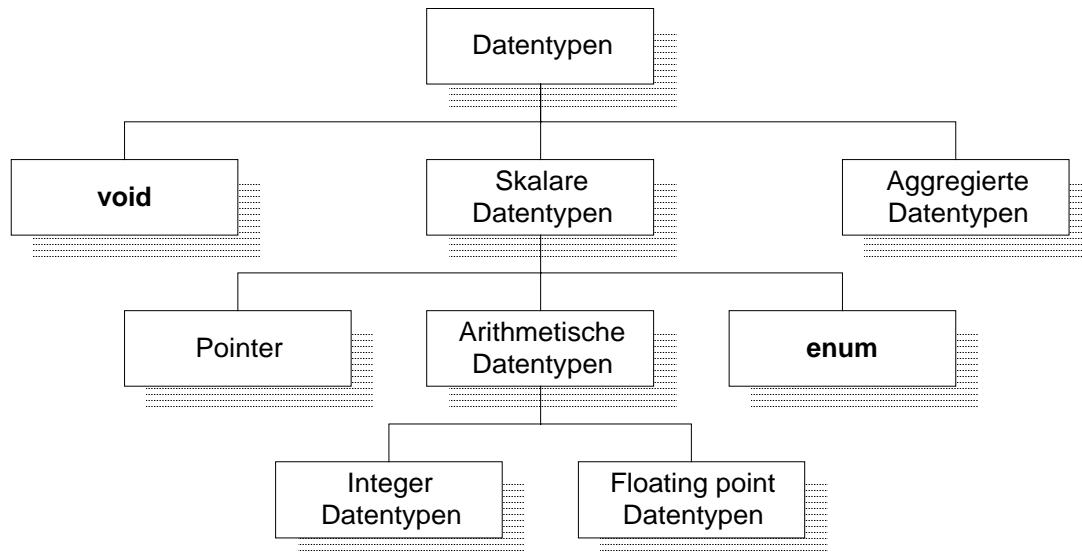 Datentypen
void
Skalare
Datentypen
Aggregierte
Datentypen
Pointer
Arithmetische
Datentypen
enum
Integer
Datentypen
Floating point
Datentypen